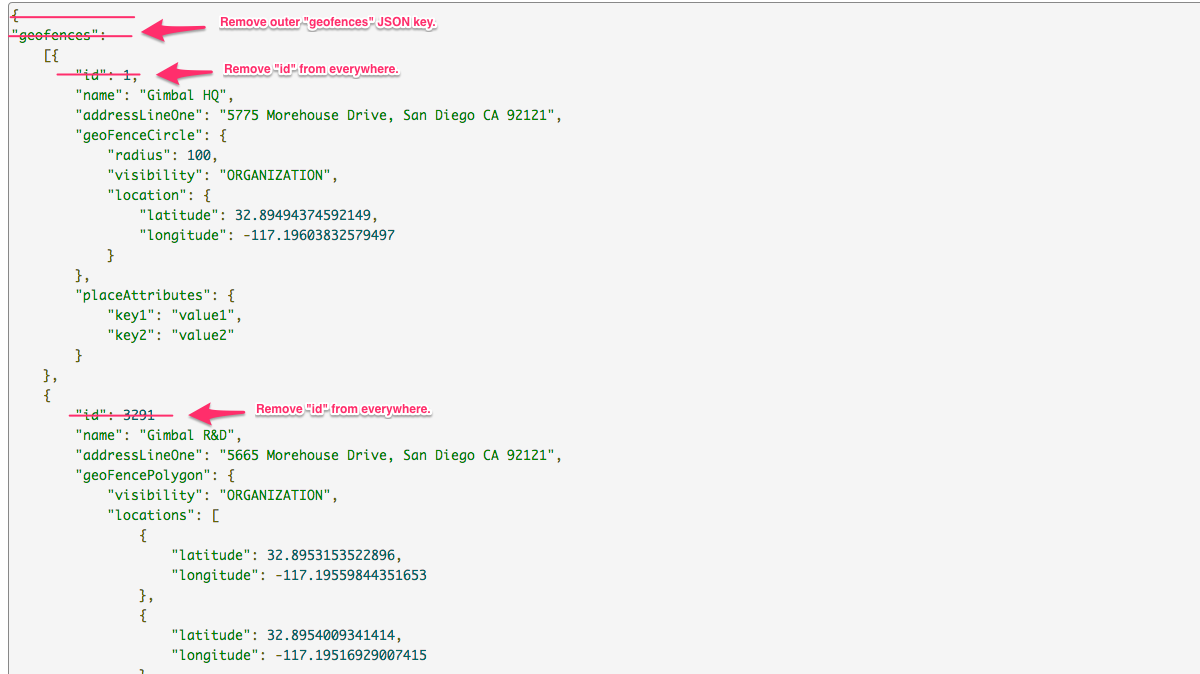 {
Remove outer "geofences" JSON key.
"geofences":
[{
"id": 1,
Remove "id" from everywhere.
"name": "Gimbal HQ",
"addressLineOne": "5775 Morehouse Drive, San Diego CA 92121",
"geoFenceCircle": {
"radius": 100,
"visibility": "ORGANIZATION",
"location": {
"latitude": 32.89494374592149,
"longitude": -117.19603832579497
}
},
"placeAttributes": {
"key1": "value1",
"key2": "value2"
}
},
{
"id": 3291
Remove "id" from everywhere.
"name": "Gimbal R&D",
"addressLineOne": "5665 Morehouse Drive, San Diego CA 92121",
"geoFencePolygon": {
"visibility": "ORGANIZATION",
"locations": [
{
"latitude": 32.8953153522896,
"longitude": -117.19559844351653
},
{
"latitude": 32.8954009341414,
"longitude": -117.19516929007415